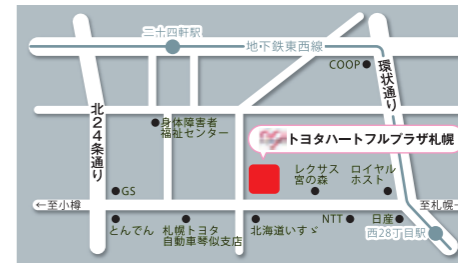 二十四軒駅
地下鉄東西線
COOP
環状通り
北24条通り
身体障害者
福祉センター
トヨタハートフルプラザ札幌
レクサス
宮の森
ロイヤル
ホスト
GS
←至小樽
至札幌
とんでん
札幌トヨタ
自動車琴似支店
北海道いすゞ
NTT
日産
西28丁目駅